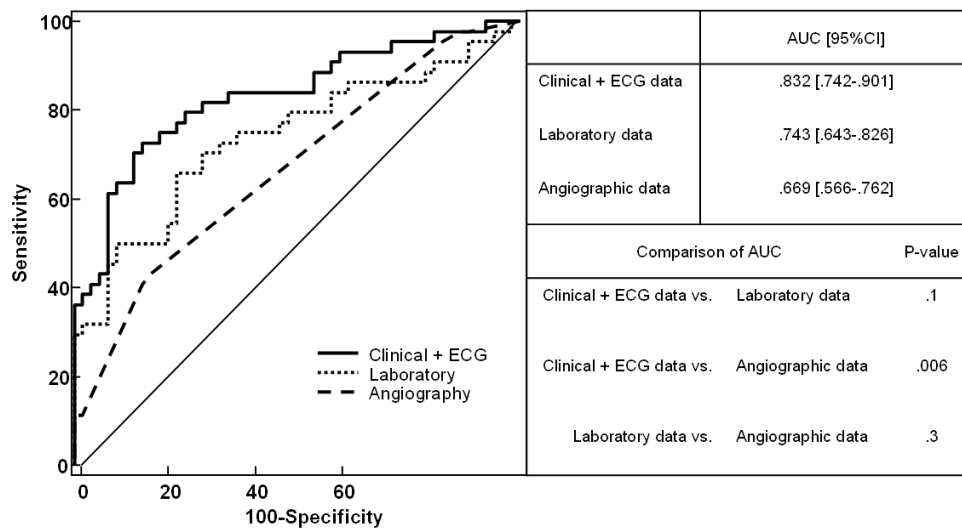 100
80
60
40
20
0
Sensitivity
0 20 40 60
100-Specificity
Clinical + ECG
Laboratory
Angiography
AUC [95%CI]
Clinical + ECG data .832 [.742-.901]
Laboratory data .743 [.643-.826]
Angiographic data .669 [.566-.762]
Comparison of AUC P-value
Clinical + ECG data vs. Laboratory data .1
Clinical + ECG data vs. Angiographic data .006
Laboratory data vs. Angiographic data .3